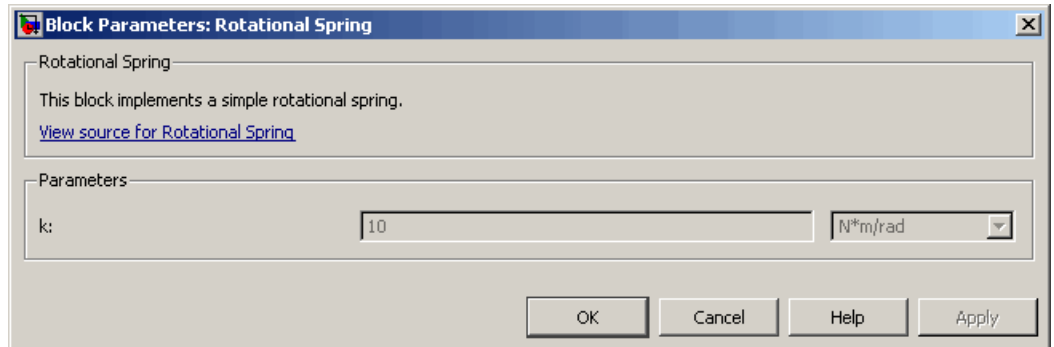 Block Parameters: Rotational Spring
Rotational Spring
This block implements a simple rotational spring.
View source for Rotational Spring
Parameters
k: 10 N*m/rad
OK Cancel Help Apply